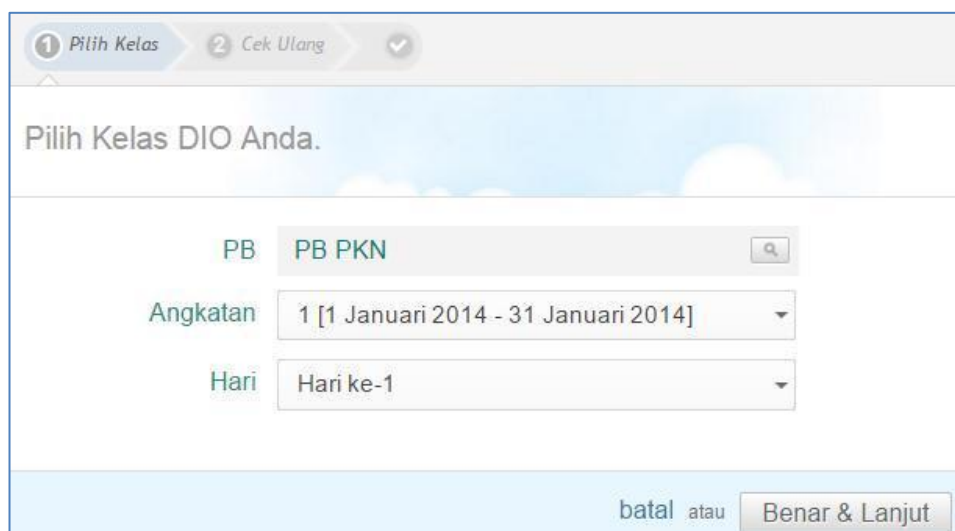 1 Pilih Kelas 2 Cek Ulang
Pilih Kelas DIO Anda.
PB PB PKN
Angkatan 1 [1 Januari 2014 - 31 Januari 2014]
Hari Hari ke-1
batal atau Benar & Lanjut